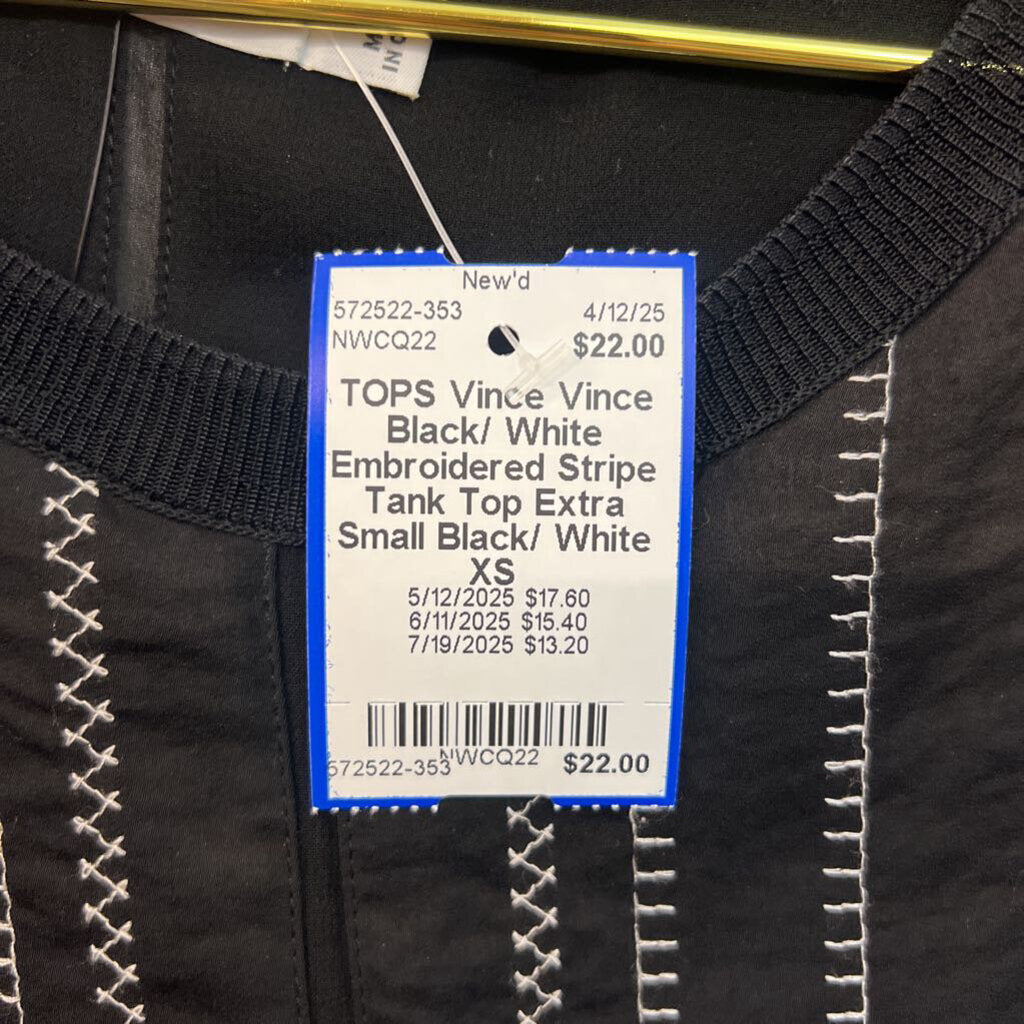 IN
New'd
572522-353 4/12/25
NWCQ22 $22.00
TOPS Vince Vince
Black/ White
Embroidered Stripe
Tank Top Extra
Small Black/ White
XS
5/12/2025 $17.60
6/11/2025 $15.40
7/19/2025 $13.20
572522-353 NWCQ22 $22.00